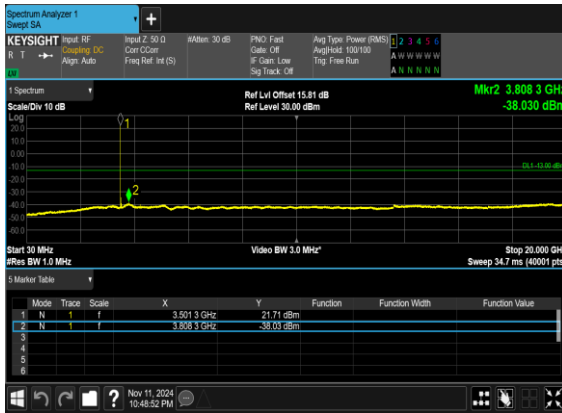 Spectrum Analyzer 1
Swept SA
+
KEYSIGHT Input: RF Input Z: 50 Ω #Atten: 30 dB PNO: Fast Avg Type: Power (RMS) 1 2 3 4 5 6
R T Coupling: DC Corr CCorr Gate: Off Avg|Hold: 100/100 A W W W W W
Align: Auto Freq Ref: Int (S) IF Gain: Low Trig: Free Run
Sig Track: Off A N N N N N
1 Spectrum Ref Lvl Offset 15.81 dB Mkr2 3.808 3 GHz
Scale/Div 10 dB Ref Level 30.00 dBm -38.030 dBm
Log
20.0
10.0
0.00
-10.0
-20.0
-30.0
-40.0
-50.0
-60.0
1
2
DL1 -13.00 dBm
Start 30 MHz Video BW 3.0 MHz* Stop 20.000 GHz
#Res BW 1.0 MHz Sweep 34.7 ms (40001 pts)
5 Marker Table
Mode Trace Scale X Y Function Function Width Function Value
1 N 1 f 3.501 3 GHz 21.71 dBm
2 N 1 f 3.808 3 GHz -38.03 dBm
3
4
5
6
? Nov 11, 2024
10:48:52 PM